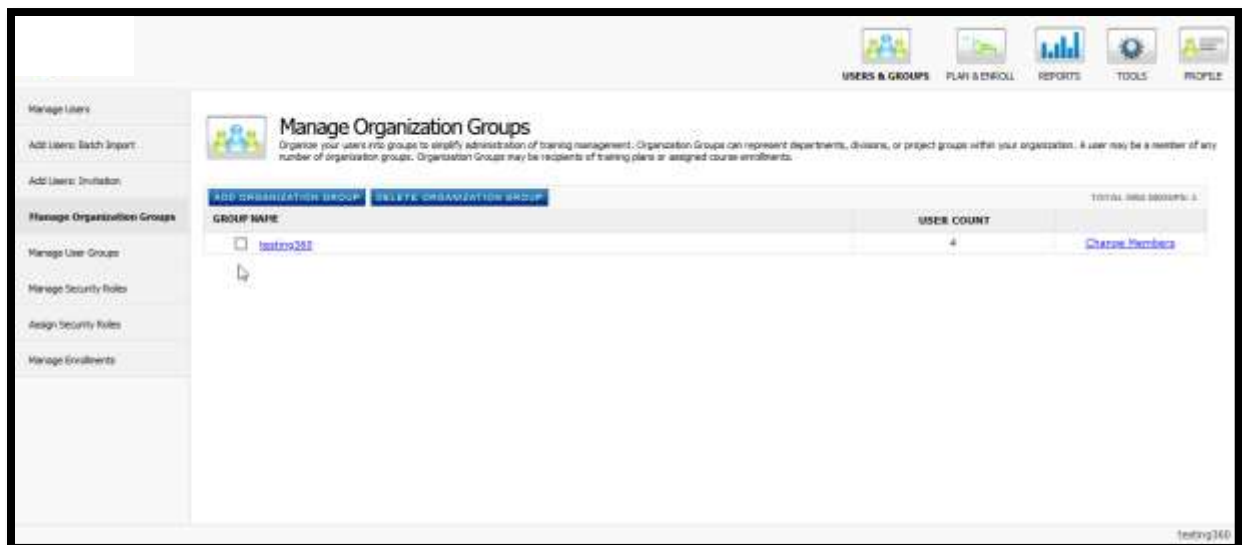 USERS & GROUPS PLAN & ENROLL REPORTS TOOLS PROFILE
Manage Users
Add Users: Batch Import
Add Users: Invitation
Manage Organization Groups
Manage User Groups
Manage Security Roles
Assign Security Roles
Manage Enrollments
Manage Organization Groups
Organize your users into groups to simplify administration of training management. Organization Groups can represent departments, divisions, or project groups within your organization. A user may be a member of any
number of organization groups. Organization Groups may be recipients of training plans or assigned course enrollments.
ADD ORGANIZATION GROUP DELETE ORGANIZATION GROUP TOTAL ORG GROUPS: 1
GROUP NAME USER COUNT
testing360 4 Change Members
testing360